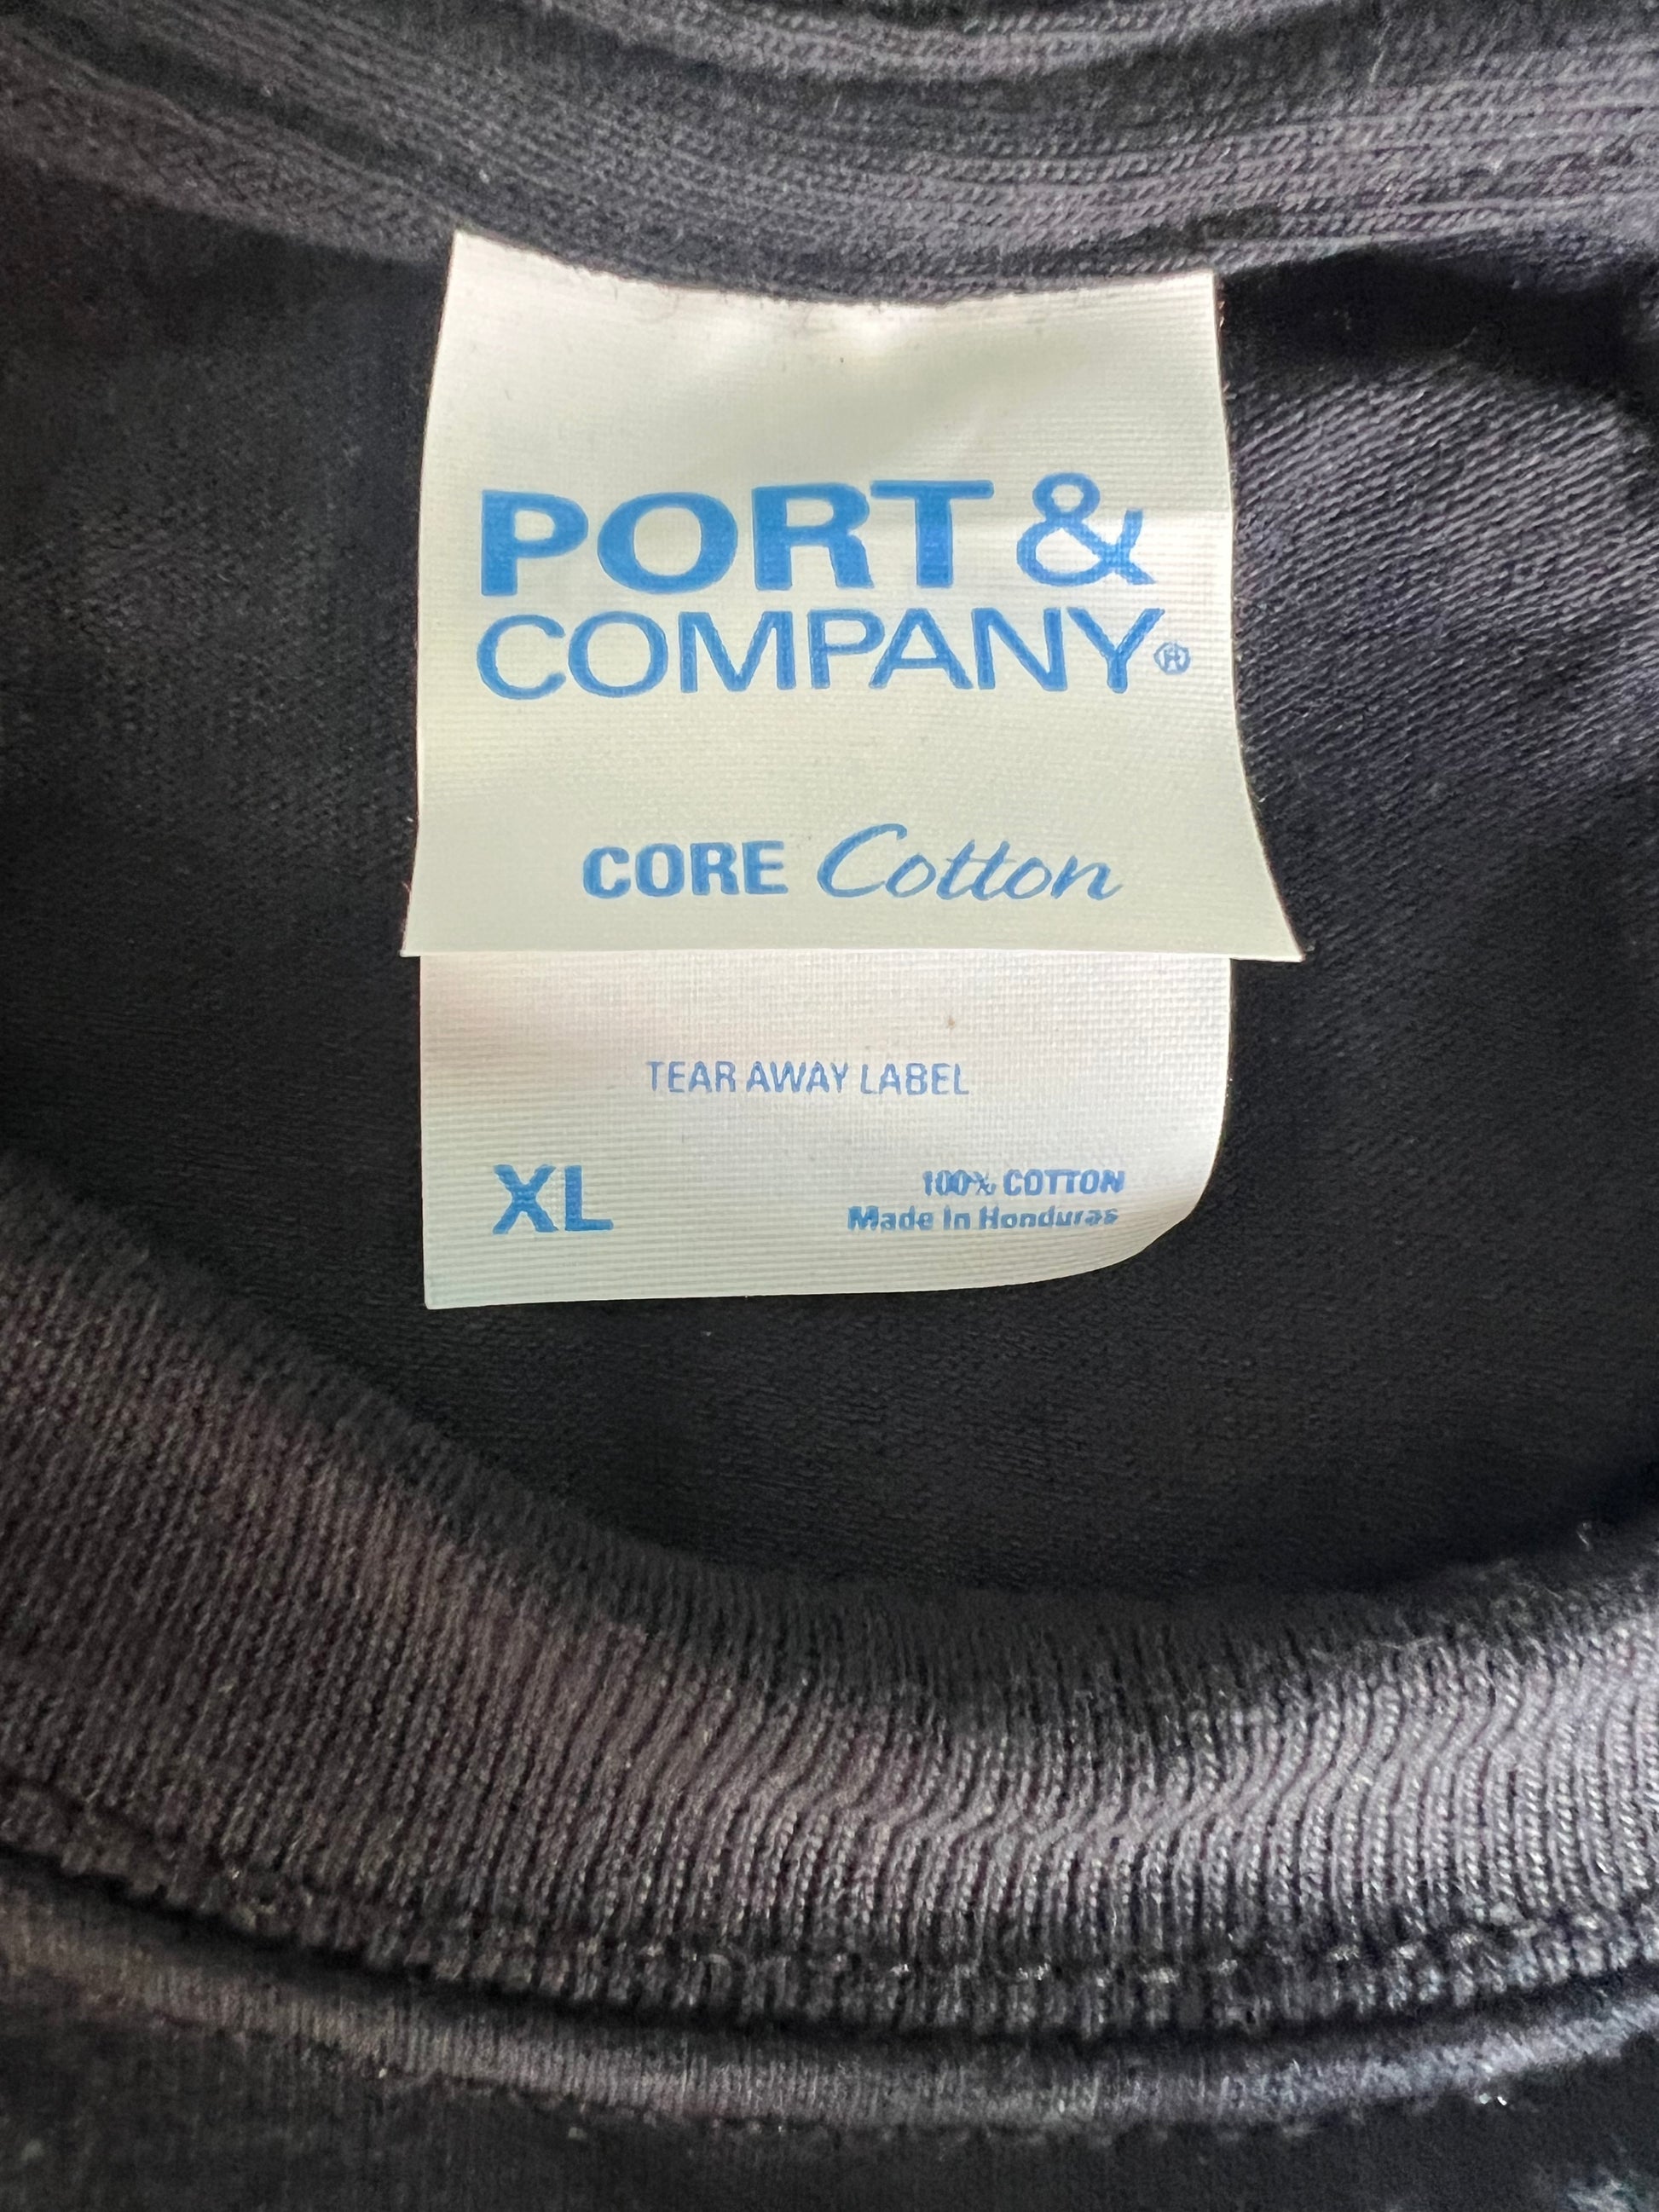 PORT &
COMPANY®
CORE Cotton
TEAR AWAY LABEL
XL
100% COTTON
Made In Honduras